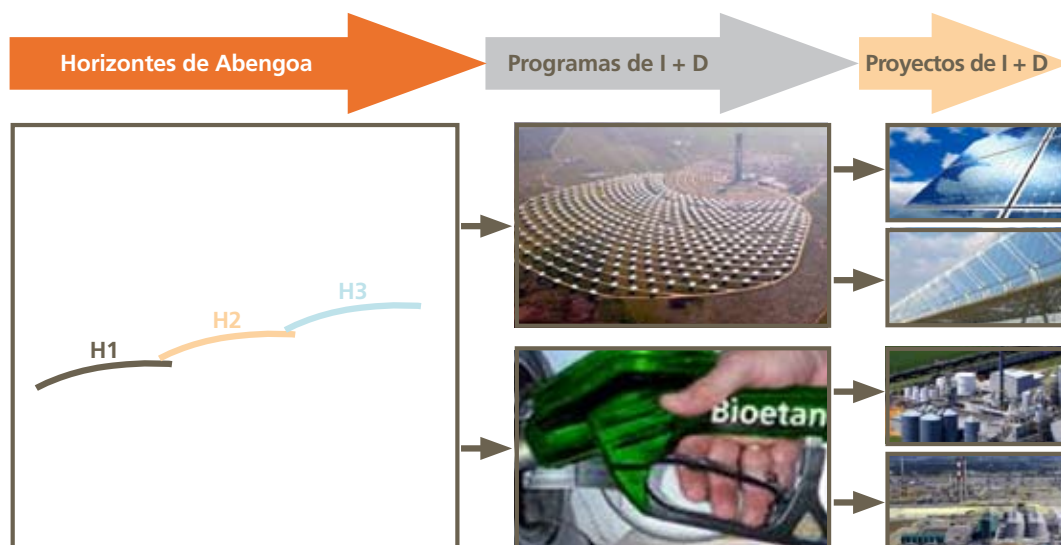 Horizontes de Abengoa
Programas de I + D
Proyectos de I + D
H1
H2
H3
Bioetan